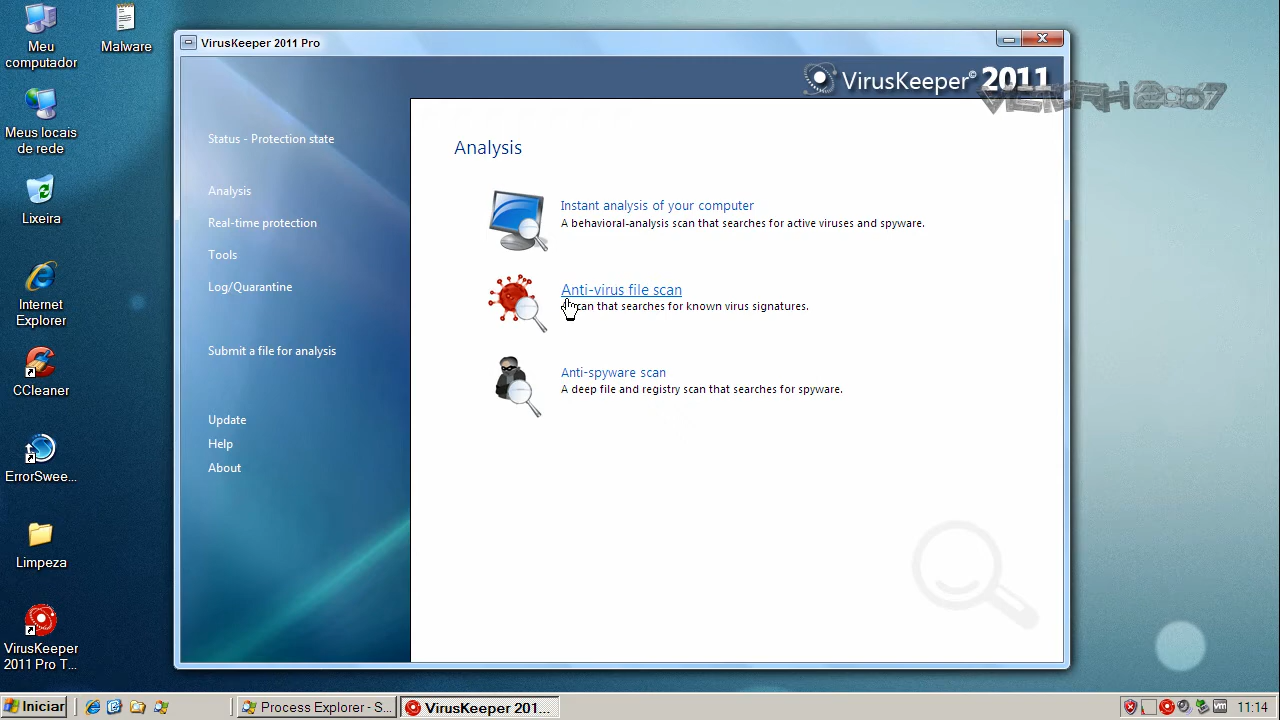 Meu
computador
Malware
Meus locais
de rede
Lixeira
Internet
Explorer
CCleaner
ErrorSwee...
Limpeza
VirusKeeper
2011 Pro T...
VirusKeeper 2011 Pro
VirusKeeper© 2011
Status - Protection state
Analysis
Real-time protection
Tools
Log/Quarantine
Submit a file for analysis
Update
Help
About
Analysis
Instant analysis of your computer
A behavioral-analysis scan that searches for active viruses and spyware.
Anti-virus file scan
scan that searches for known virus signatures.
Anti-spyware scan
A deep file and registry scan that searches for spyware.
Iniciar
Process Explorer - S...
VirusKeeper 201...
11:14